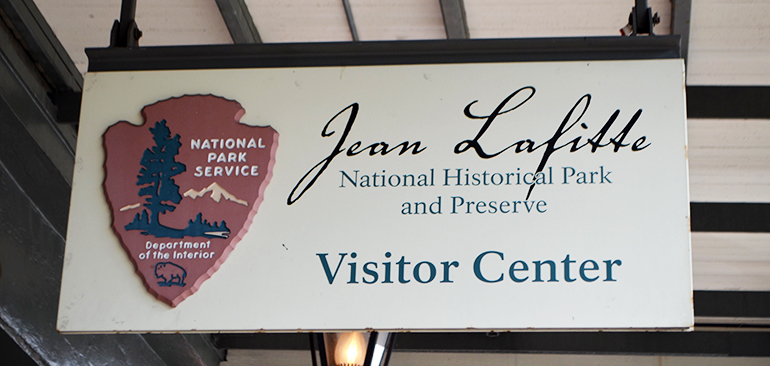 NATIONAL
PARK
SERVICE
Department
of the Interior
Jean Lafitte
National Historical Park
and Preserve
Visitor Center